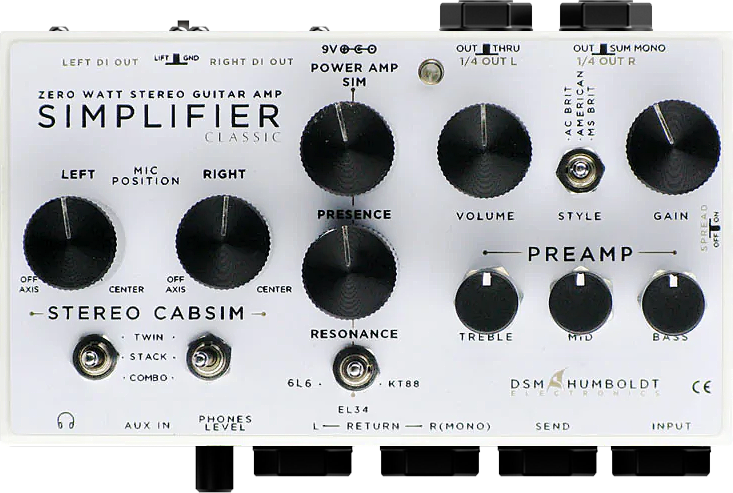 9V
OUT THRU
OUT SUM MONO
LEFT DI OUT
LIFT GND
RIGHT DI OUT
POWER AMP
SIM
1/4 OUT L
1/4 OUT R
ZERO WATT STEREO GUITAR AMP
SIMPLIFIER
CLASSIC
AC BRIT
AMERICAN
MS BRIT
LEFT
MIC
POSITION
RIGHT
PRESENCE
VOLUME
STYLE
GAIN
SPREAD
OFF ON
PREAMP
OFF
AXIS
CENTER
OFF
AXIS
CENTER
STEREO CABSIM
RESONANCE
TREBLE
MID
BASS
TWIN
STACK
COMBO
6L6
KT88
EL34
DSM HUMBOLDT
ELECTRONICS
CE
AUX IN
PHONES
LEVEL
L RETURN R(MONO)
SEND
INPUT